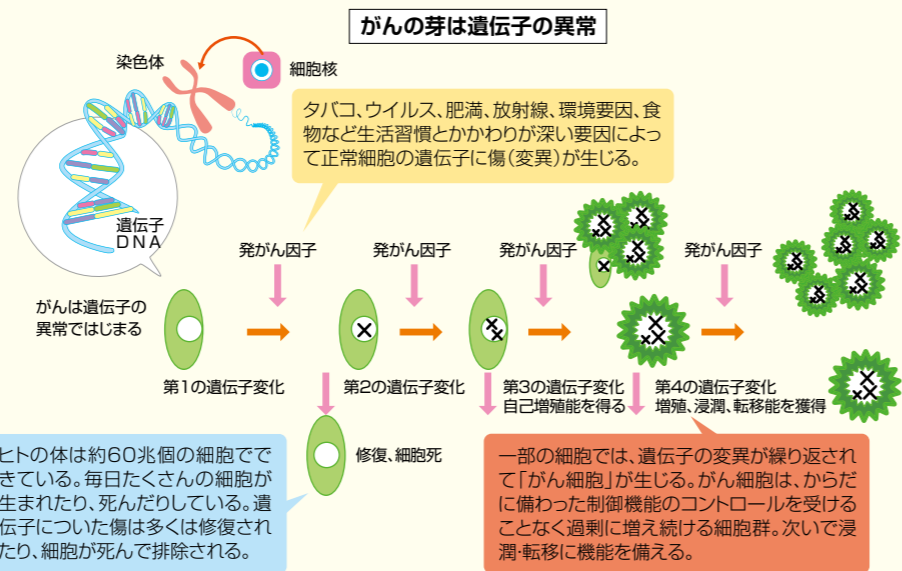 がんの芽は遺伝子の異常
染色体
細胞核
タバコ、ウイルス、肥満、放射線、環境要因、食
物など生活習慣とかかわりが深い要因によっ
て正常細胞の遺伝子に傷(変異)が生じる。
遺伝子
DNA
発がん因子
発がん因子
発がん因子
発がん因子
がんは遺伝子の
異常ではじまる
第1の遺伝子変化
第2の遺伝子変化
第3の遺伝子変化
自己増殖能を得る
第4の遺伝子変化
増殖、浸潤、転移能を獲得
修復、細胞死
ヒトの体は約60兆個の細胞でで
きている。毎日たくさんの細胞が
生まれたり、死んだりしている。遺
伝子についた傷は多くは修復され
たり、細胞が死んで排除される。
一部の細胞では、遺伝子の変異が繰り返され
て「がん細胞」が生じる。がん細胞は、からだ
に備わった制御機能のコントロールを受ける
ことなく過剰に増え続ける細胞群。次いで浸
潤・転移に機能を備える。